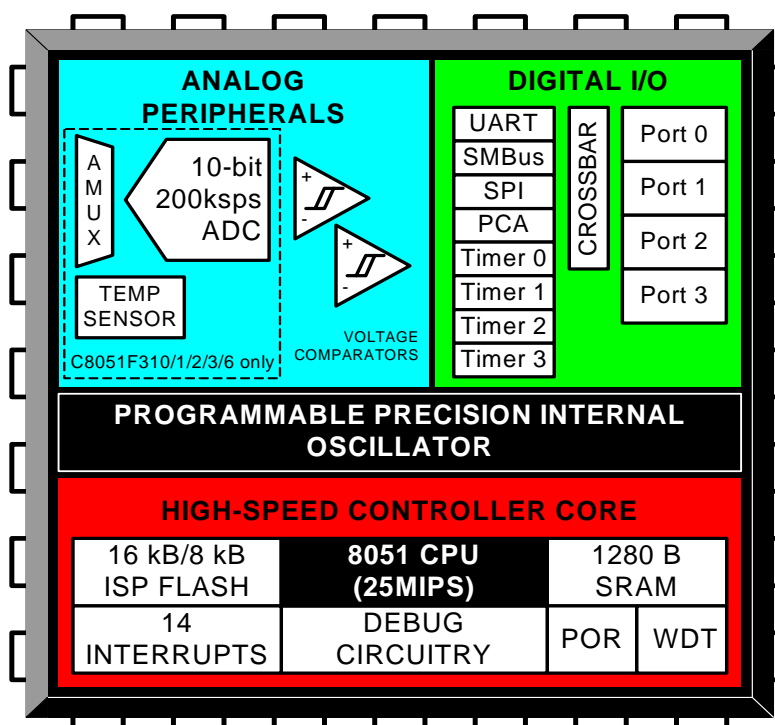 ANALOG
PERIPHERALS
A
M
U
X
10-bit
200ksps
ADC
+
-
+
-
TEMP
SENSOR
VOLTAGE
COMPARATORS
C8051F310/1/2/3/6 only
DIGITAL I/O
UART
SMBus
SPI
PCA
Timer 0
Timer 1
Timer 2
Timer 3
CROSSBAR
Port 0
Port 1
Port 2
Port 3
PROGRAMMABLE PRECISION INTERNAL
OSCILLATOR
HIGH-SPEED CONTROLLER CORE
16 kB/8 kB
ISP FLASH
8051 CPU
(25MIPS)
1280 B
SRAM
14
INTERRUPTS
DEBUG
CIRCUITRY
POR
WDT